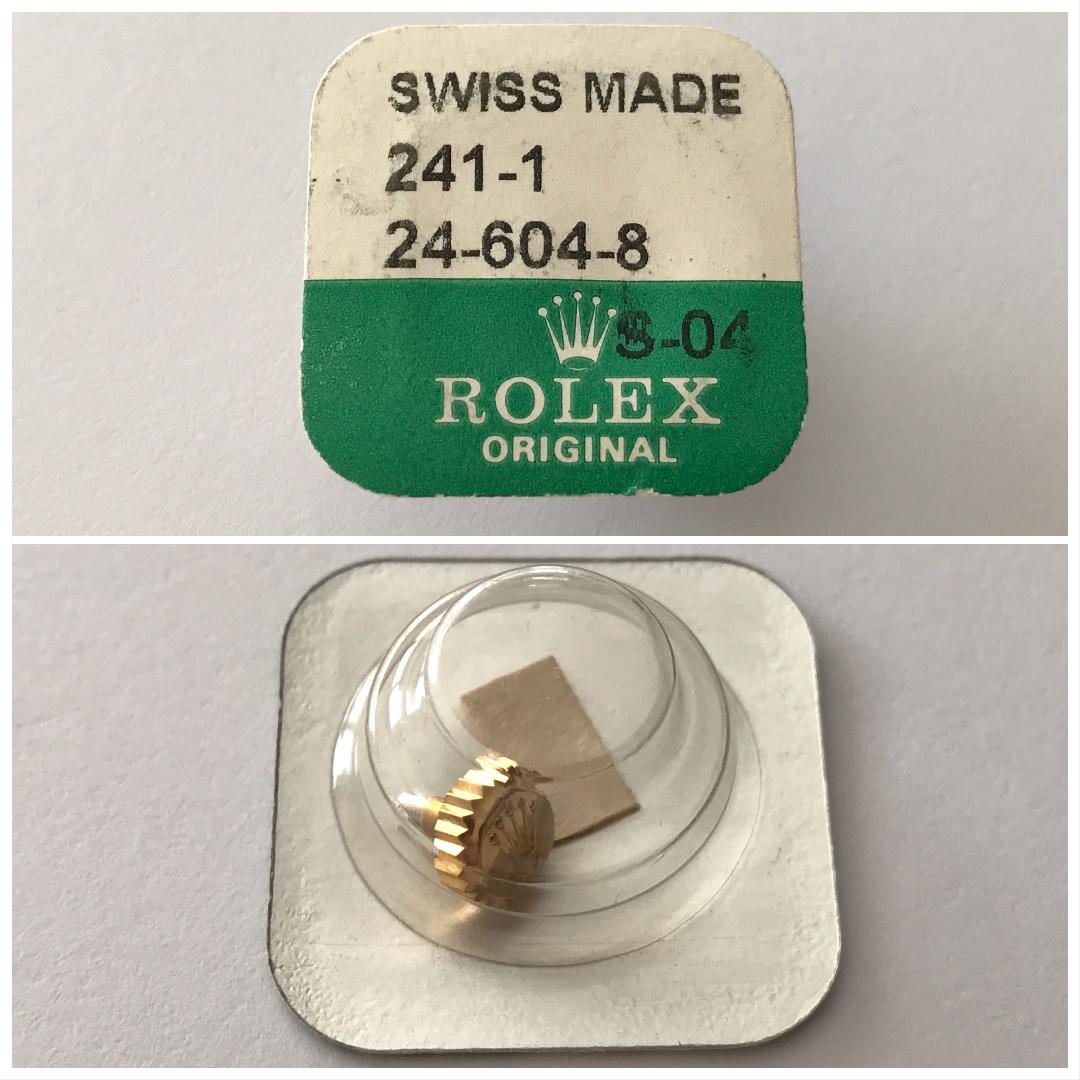 SWISS MADE
241-1
24-604-8
S-04
ROLEX
ORIGINAL